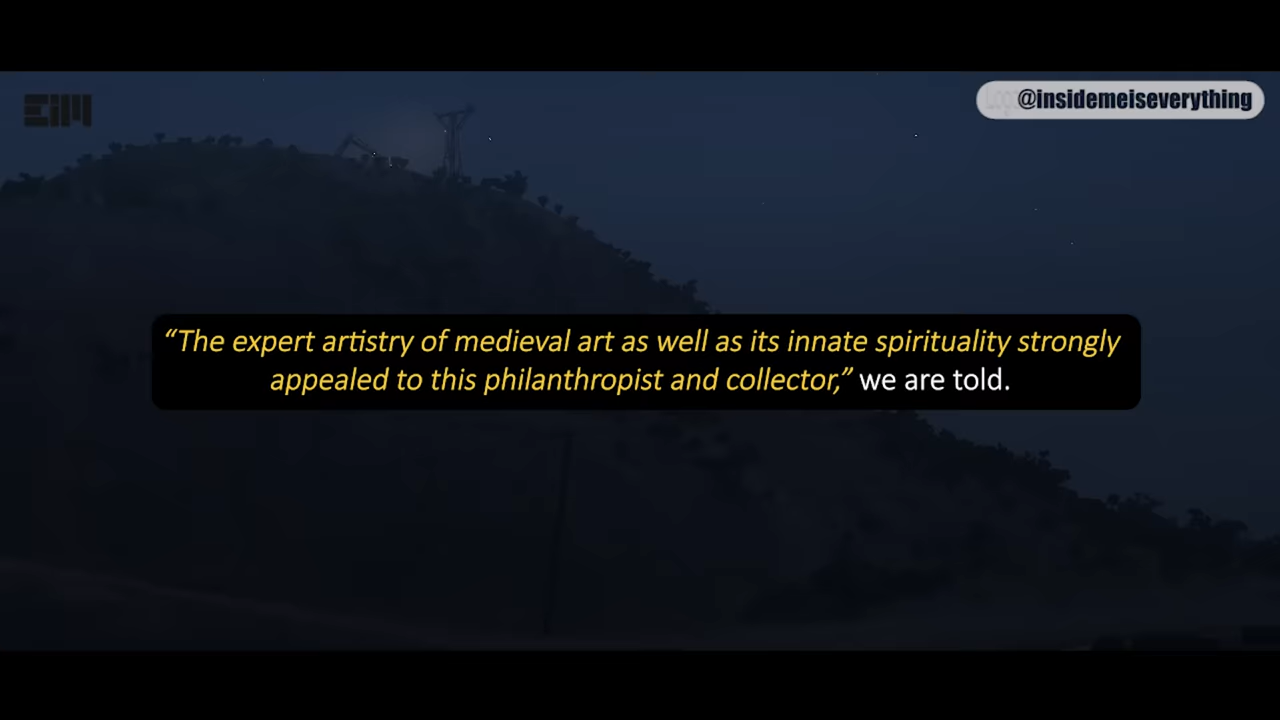 @insidemeiseverything
“The expert artistry of medieval art as well as its innate spirituality strongly
appealed to this philanthropist and collector,” we are told.